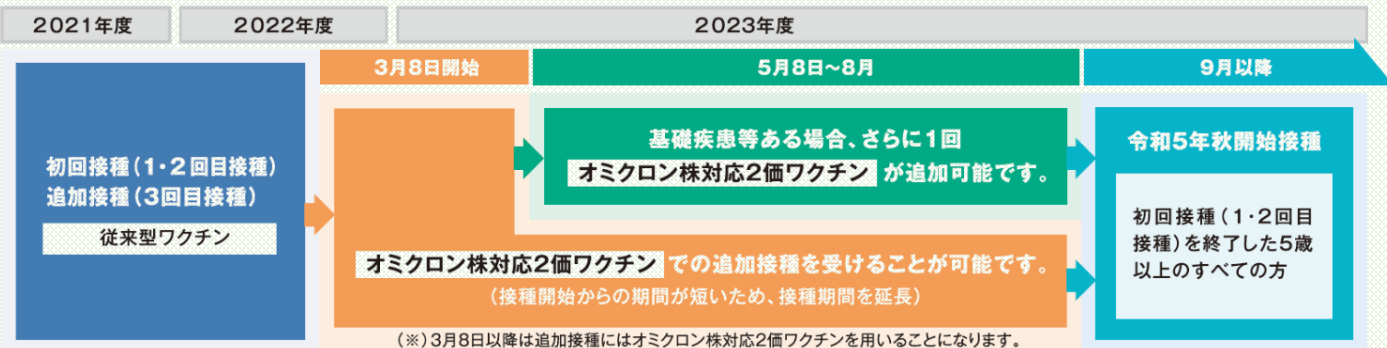 2021年度
2022年度
2023年度
3月8日開始
5月8日～8月
9月以降
初回接種(1・2回目接種)
追加接種(3回目接種)
従来型ワクチン
基礎疾患等ある場合、さらに1回
オミクロン株対応2価ワクチン が追加可能です。
オミクロン株対応2価ワクチン での追加接種を受けることが可能です。
(接種開始からの期間が短いため、接種期間を延長)
令和5年秋開始接種
初回接種(1・2回目
接種)を終了した5歳
以上のすべての方
(※)3月8日以降は追加接種にはオミクロン株対応2価ワクチンを用いることになります。